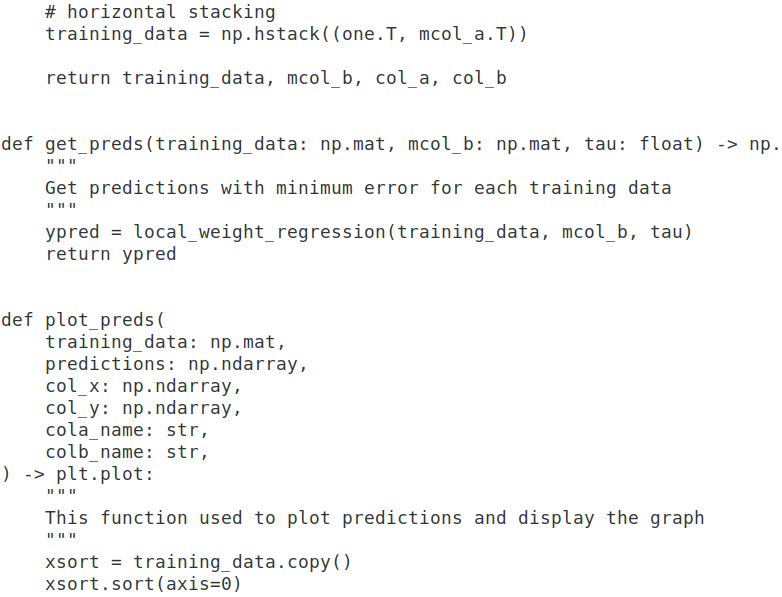 # horizontal stacking
    training_data = np.hstack((one.T, mcol_a.T))

    return training_data, mcol_b, col_a, col_b


def get_preds(training_data: np.mat, mcol_b: np.mat, tau: float) -> np.
    """
    Get predictions with minimum error for each training data
    """
    ypred = local_weight_regression(training_data, mcol_b, tau)
    return ypred


def plot_preds(
    training_data: np.mat,
    predictions: np.ndarray,
    col_x: np.ndarray,
    col_y: np.ndarray,
    cola_name: str,
    colb_name: str,
) -> plt.plot:
    """
    This function used to plot predictions and display the graph
    """
    xsort = training_data.copy()
    xsort.sort(axis=0)